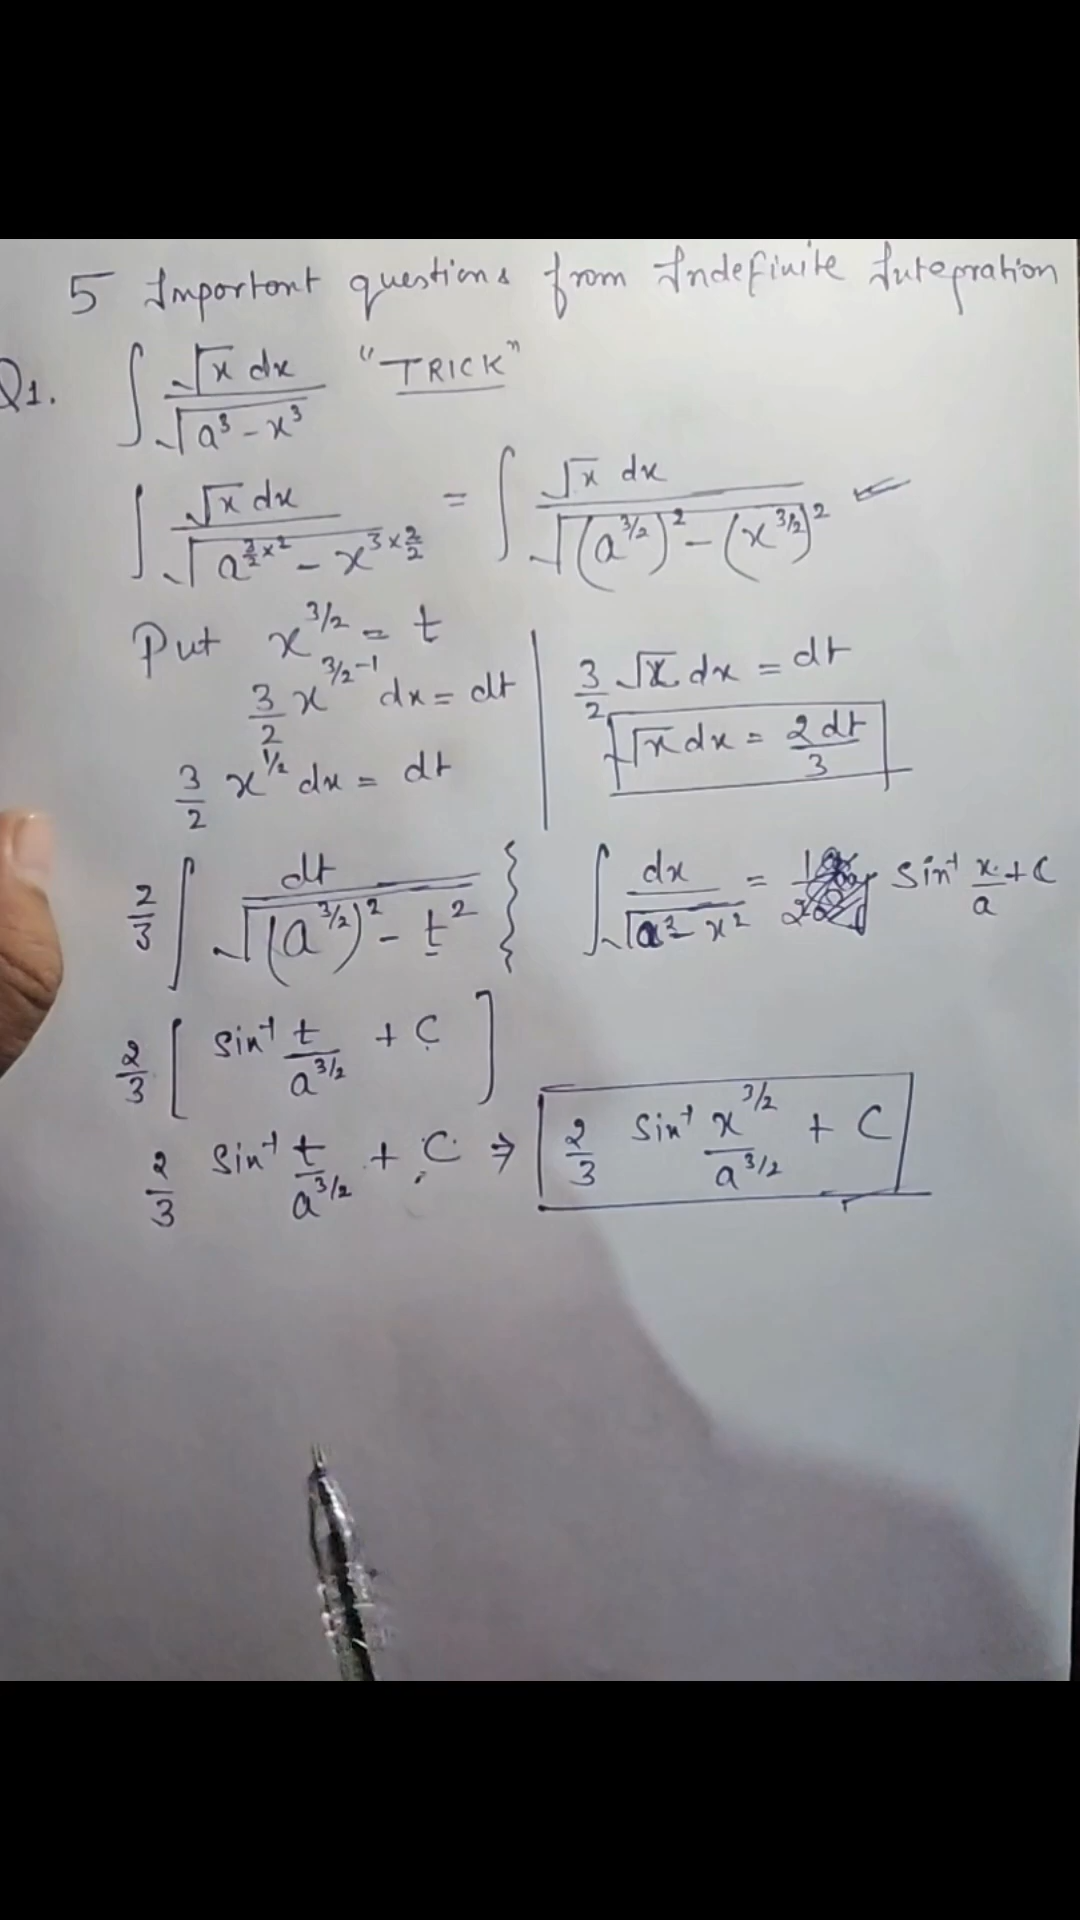 5 Important questions from Indefinite Integration
Q1. ∫ √x dx / √(a³ - x³) "TRICK"
∫ √x dx / √(a^(3/2 × 2) - x^(3 × 2/2)) = ∫ √x dx / √((a^(3/2))² - (x^(3/2))²)
Put x^(3/2) = t
3/2 x^(3/2 - 1) dx = dt
3/2 x^(1/2) dx = dt
3/2 √x dx = dt
√x dx = 2 dt / 3
2/3 ∫ dt / √((a^(3/2))² - t²) } ∫ dx / √(a² - x²) = sin⁻¹ x/a + C
2/3 [ sin⁻¹ t / a^(3/2) + C ]
2/3 sin⁻¹ t / a^(3/2) + C ⇒ 2/3 sin⁻¹ x^(3/2) / a^(3/2) + C